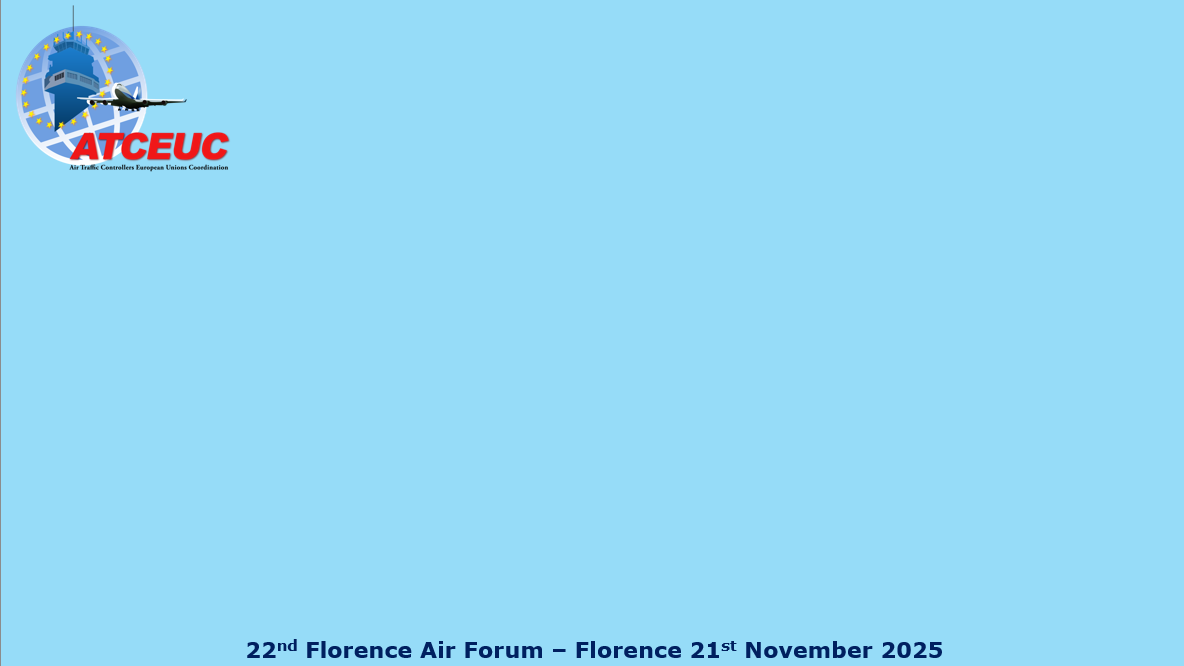 ATCEUC
Air Traffic Controllers European Unions Coordination
22nd Florence Air Forum – Florence 21st November 2025